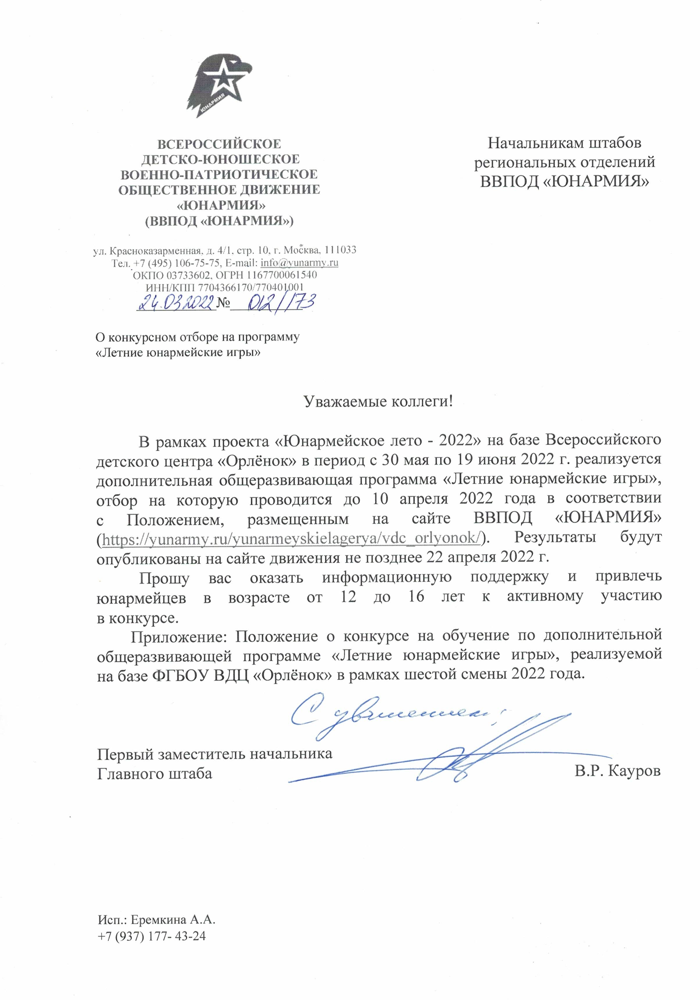 ЮНАРМИЯ
ВСЕРОССИЙСКОЕ
ДЕТСКО-ЮНОШЕСКОЕ
ВОЕННО-ПАТРИОТИЧЕСКОЕ
ОБЩЕСТВЕННОЕ ДВИЖЕНИЕ
«ЮНАРМИЯ»
(ВВПОД «ЮНАРМИЯ»)
ул. Красноказарменная, д. 4/1, стр. 10, г. Москва, 111033
Тел. +7 (495) 106-75-75, E-mail: info@yunarmy.ru
ОКПО 03733602, ОГРН 1167700061540
ИНН/КПП 7704366170/770401001
24.03.2022 № 012/173
Начальникам штабов
региональных отделений
ВВПОД «ЮНАРМИЯ»
О конкурсном отборе на программу
«Летние юнармейские игры»
Уважаемые коллеги!
В рамках проекта «Юнармейское лето - 2022» на базе Всероссийского
детского центра «Орлёнок» в период с 30 мая по 19 июня 2022 г. реализуется
дополнительная общеразвивающая программа «Летние юнармейские игры»,
отбор на которую проводится до 10 апреля 2022 года в соответствии
с Положением, размещенным на сайте ВВПОД «ЮНАРМИЯ»
(https://yunarmy.ru/yunarmeyskielagerya/vdc_orlyonok/). Результаты будут
опубликованы на сайте движения не позднее 22 апреля 2022 г.
Прошу вас оказать информационную поддержку и привлечь
юнармейцев в возрасте от 12 до 16 лет к активному участию
в конкурсе.
Приложение: Положение о конкурсе на обучение по дополнительной
общеразвивающей программе «Летние юнармейские игры», реализуемой
на базе ФГБОУ ВДЦ «Орлёнок» в рамках шестой смены 2022 года.
С уважением,
Первый заместитель начальника
Главного штаба
В.Р. Кауров
Исп.: Еремкина А.А.
+7 (937) 177- 43-24